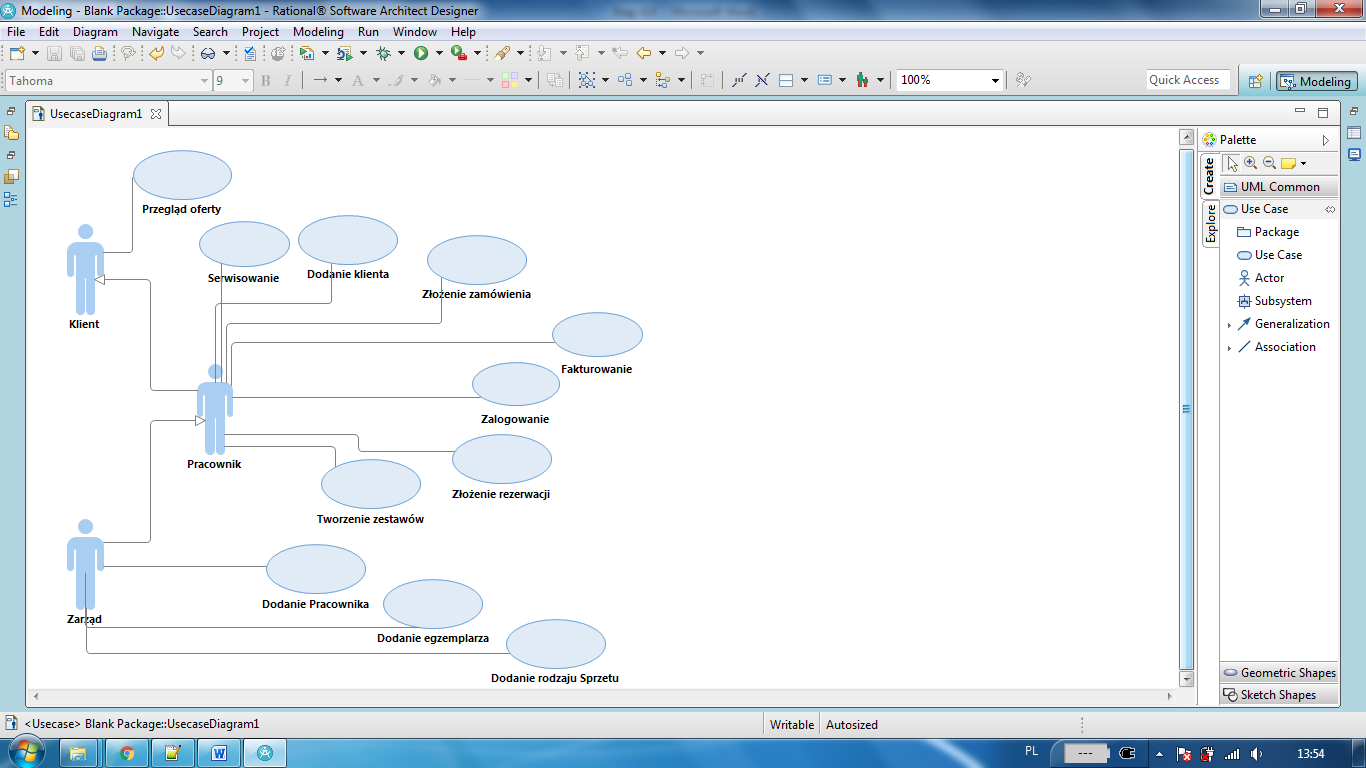 Modeling - Blank Package::UsecaseDiagram1 - Rational® Software Architect Designer
File Edit Diagram Navigate Search Project Modeling Run Window Help
Tahoma 9 B I A 100% Quick Access Modeling
UsecaseDiagram1
Palette
Create
Explore
UML Common
Use Case
Package
Use Case
Actor
Subsystem
Generalization
Association
Geometric Shapes
Sketch Shapes
Przegląd oferty
Serwisowanie
Dodanie klienta
Złożenie zamówienia
Klient
Fakturowanie
Zalogowanie
Pracownik
Złożenie rezerwacji
Tworzenie zestawów
Dodanie Pracownika
Zarząd
Dodanie egzemplarza
Dodanie rodzaju Sprzetu
<Usecase> Blank Package::UsecaseDiagram1
Writable
Autosized
PL
---
13:54